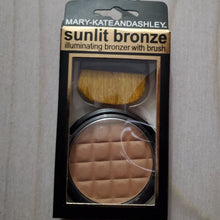 MARY-KATEANDASHLEY
sunlit bronze
illuminating bronzer with brush